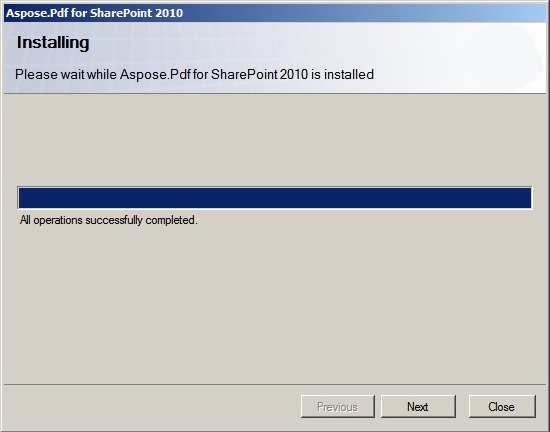 Aspose.Pdf for SharePoint 2010
Installing
Please wait while Aspose.Pdf for SharePoint 2010 is installed
All operations successfully completed.
Previous Next Close